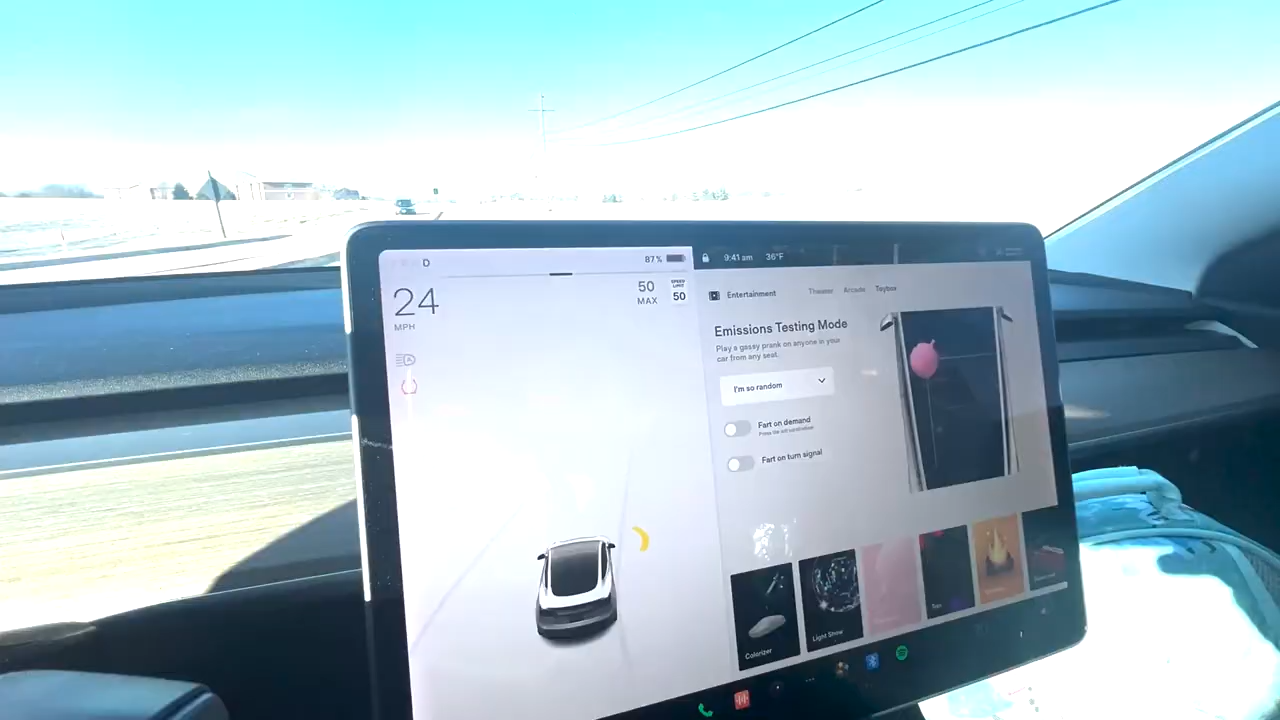 D
87%
9:41 am
36°F
24
MPH
50
MAX
SPEED
LIMIT
50
Entertainment
Theater
Arcade
Toybox
Emissions Testing Mode
Play a gassy prank on anyone in your
car from any seat.
I'm so random
Fart on demand
Fart on turn signal
Colorizer
Light Show